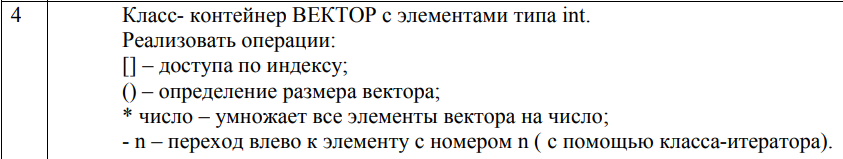 4 Класс- контейнер ВЕКТОР с элементами типа int.
Реализовать операции:
[] – доступа по индексу;
() – определение размера вектора;
* число – умножает все элементы вектора на число;
- n – переход влево к элементу с номером n ( с помощью класса-итератора).